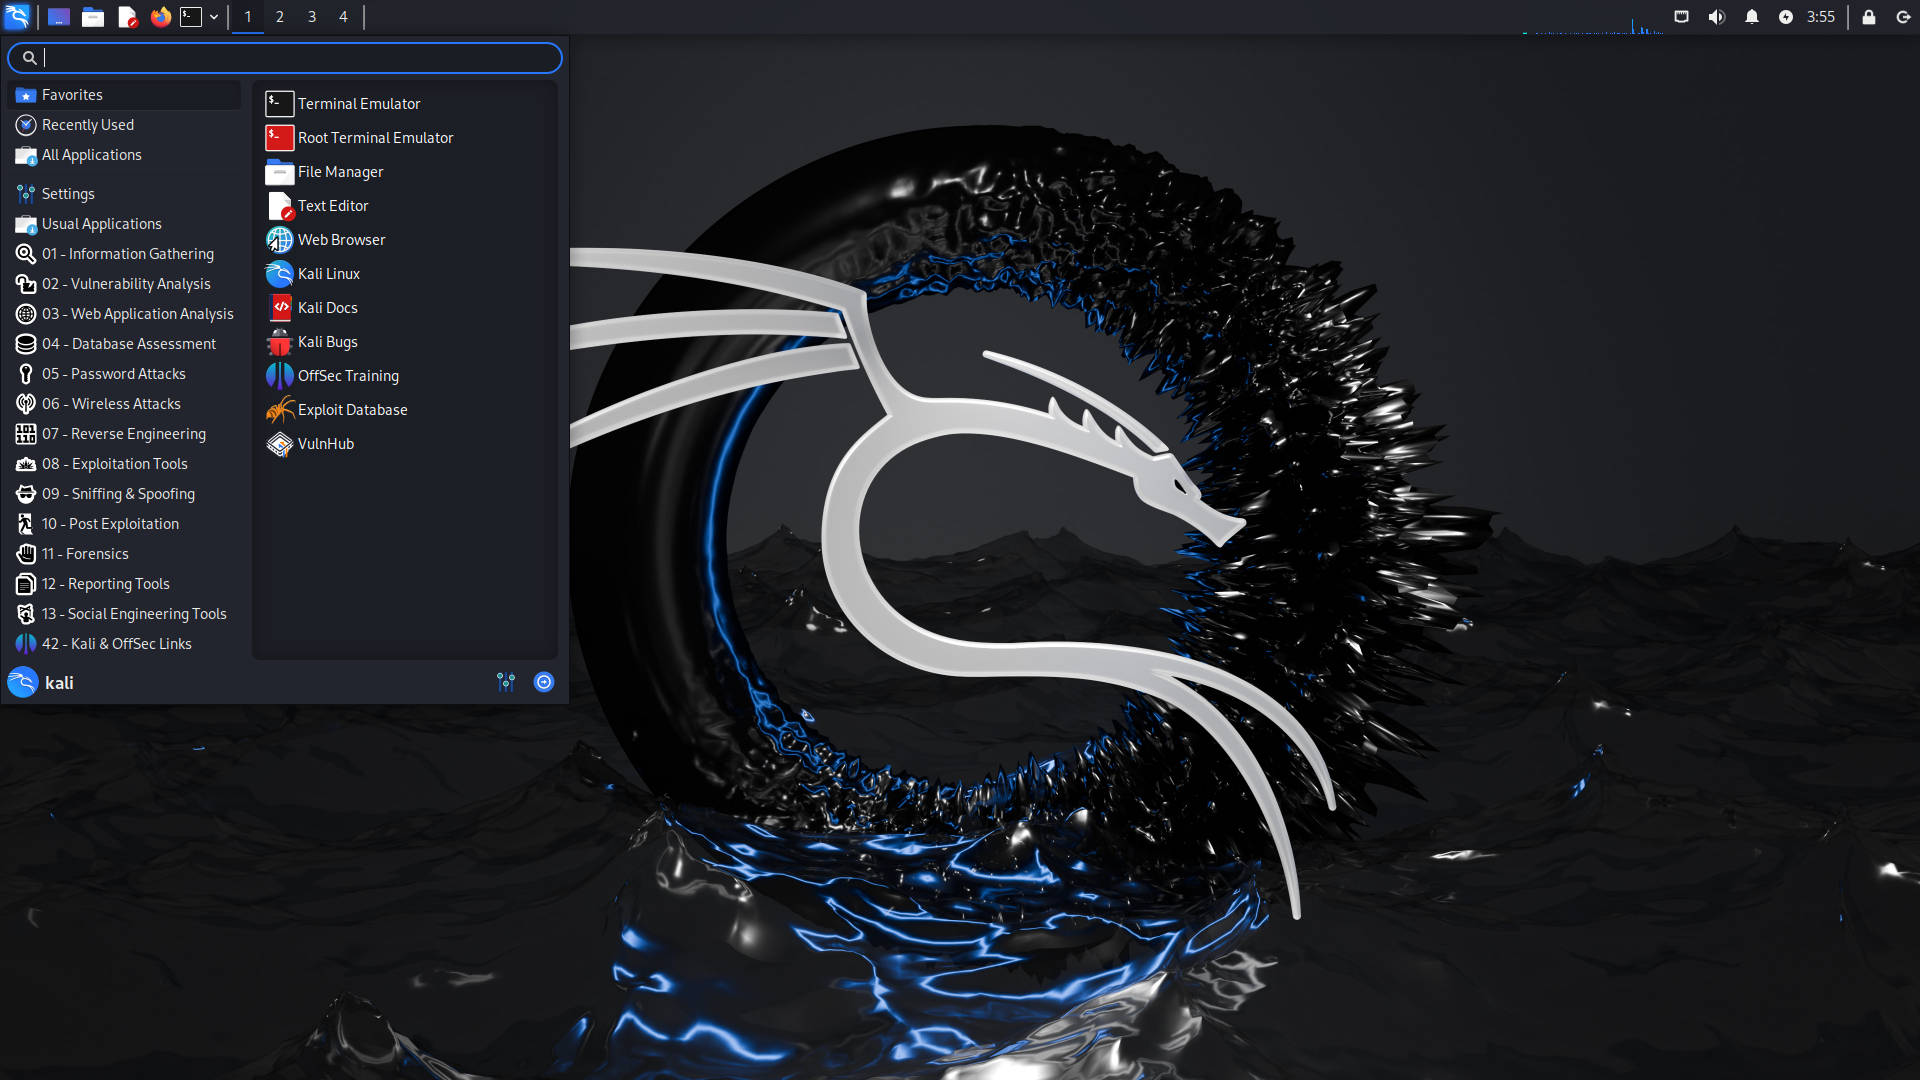 1 2 3 4
3:55
Favorites
Recently Used
All Applications
Settings
Usual Applications
01 - Information Gathering
02 - Vulnerability Analysis
03 - Web Application Analysis
04 - Database Assessment
05 - Password Attacks
06 - Wireless Attacks
07 - Reverse Engineering
08 - Exploitation Tools
09 - Sniffing & Spoofing
10 - Post Exploitation
11 - Forensics
12 - Reporting Tools
13 - Social Engineering Tools
42 - Kali & OffSec Links
Terminal Emulator
Root Terminal Emulator
File Manager
Text Editor
Web Browser
Kali Linux
Kali Docs
Kali Bugs
OffSec Training
Exploit Database
VulnHub
kali